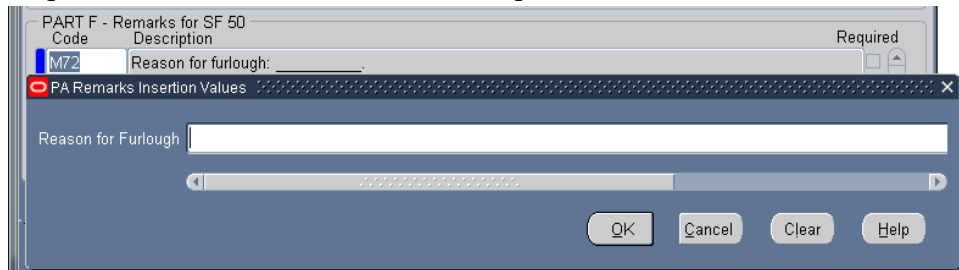 PART F - Remarks for SF 50
Code Description Required
M72 Reason for furlough: __________.
PA Remarks Insertion Values
Reason for Furlough
OK Cancel Clear Help